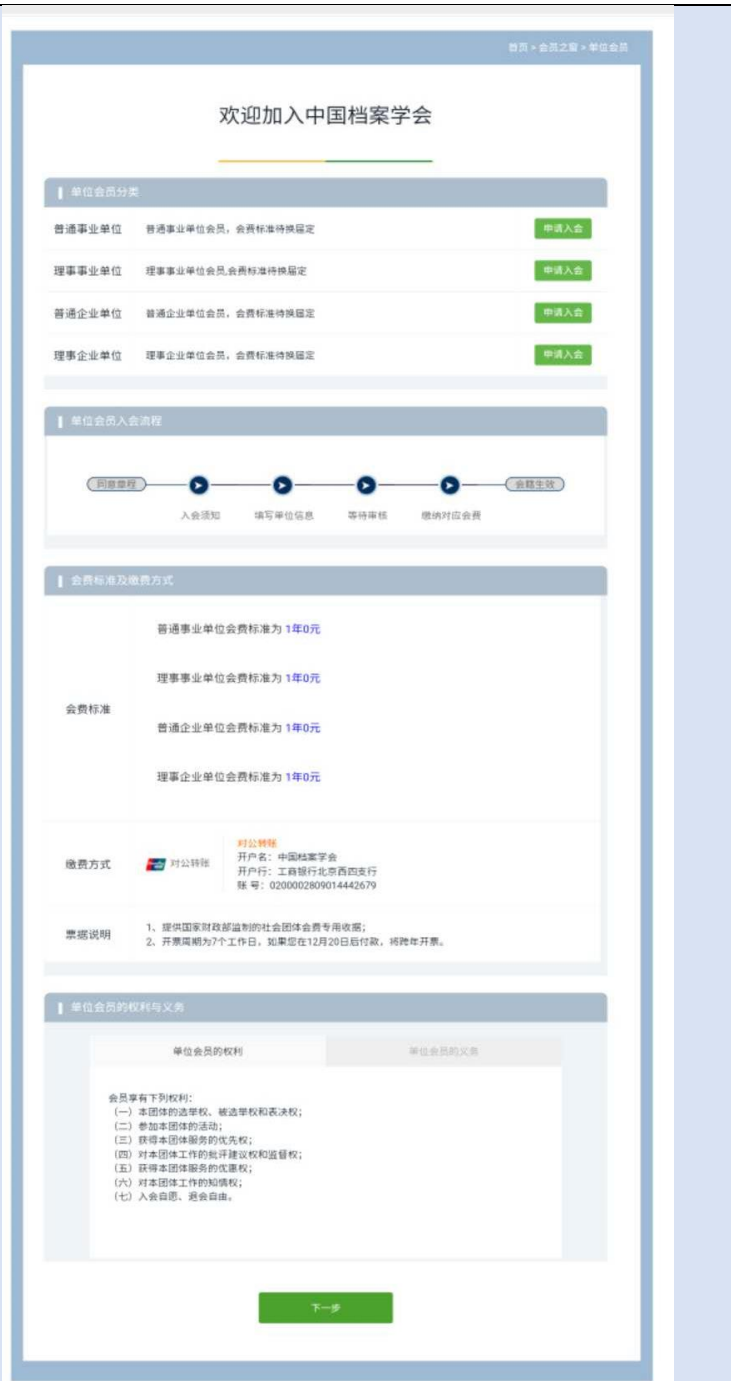 首页 > 会员之窗 > 单位会员
欢迎加入中国档案学会
单位会员分类
普通事业单位 普通事业单位会员，会费标准待换届定 申请入会
理事事业单位 理事事业单位会员,会费标准待换届定 申请入会
普通企业单位 普通企业单位会员，会费标准待换届定 申请入会
理事企业单位 理事企业单位会员，会费标准待换届定 申请入会
单位会员入会流程
同意章程 会籍生效
入会须知 填写单位信息 等待审核 缴纳对应会费
会费标准及缴费方式
会费标准
普通事业单位会费标准为 1年0元
理事事业单位会费标准为 1年0元
普通企业单位会费标准为 1年0元
理事企业单位会费标准为 1年0元
缴费方式 对公转账
对公转账
开户名：中国档案学会
开户行：工商银行北京西四支行
账 号：0200002809014442679
票据说明
1、提供国家财政部监制的社会团体会费专用收据；
2、开票周期为7个工作日，如果您在12月20日后付款，将跨年开票。
单位会员的权利与义务
单位会员的权利 单位会员的义务
会员享有下列权利：
（一）本团体的选举权、被选举权和表决权；
（二）参加本团体的活动；
（三）获得本团体服务的优先权；
（四）对本团体工作的批评建议权和监督权；
（五）获得本团体服务的优惠权；
（六）对本团体工作的知情权；
（七）入会自愿、退会自由。
下一步